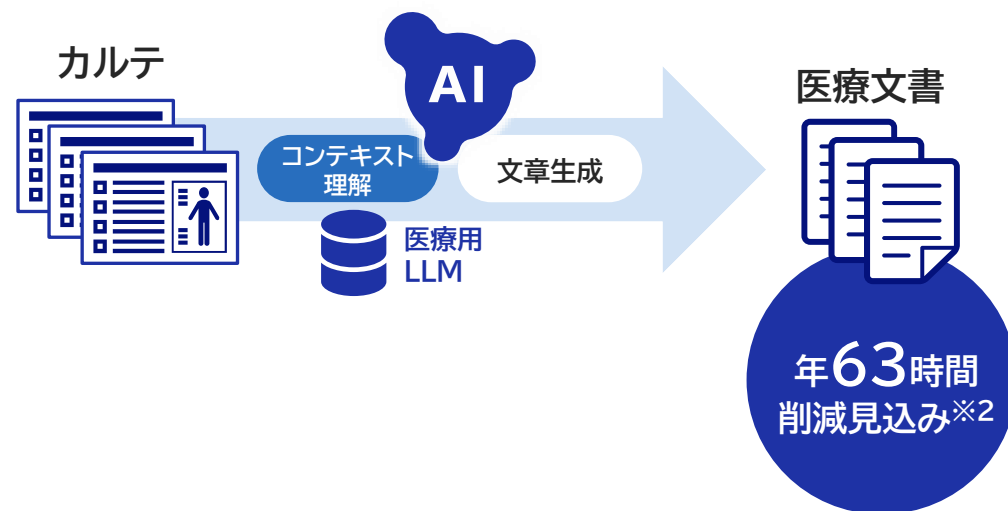 カルテ
AI
コンテキスト
理解
文章生成
医療用
LLM
医療文書
年63時間
削減見込み※2